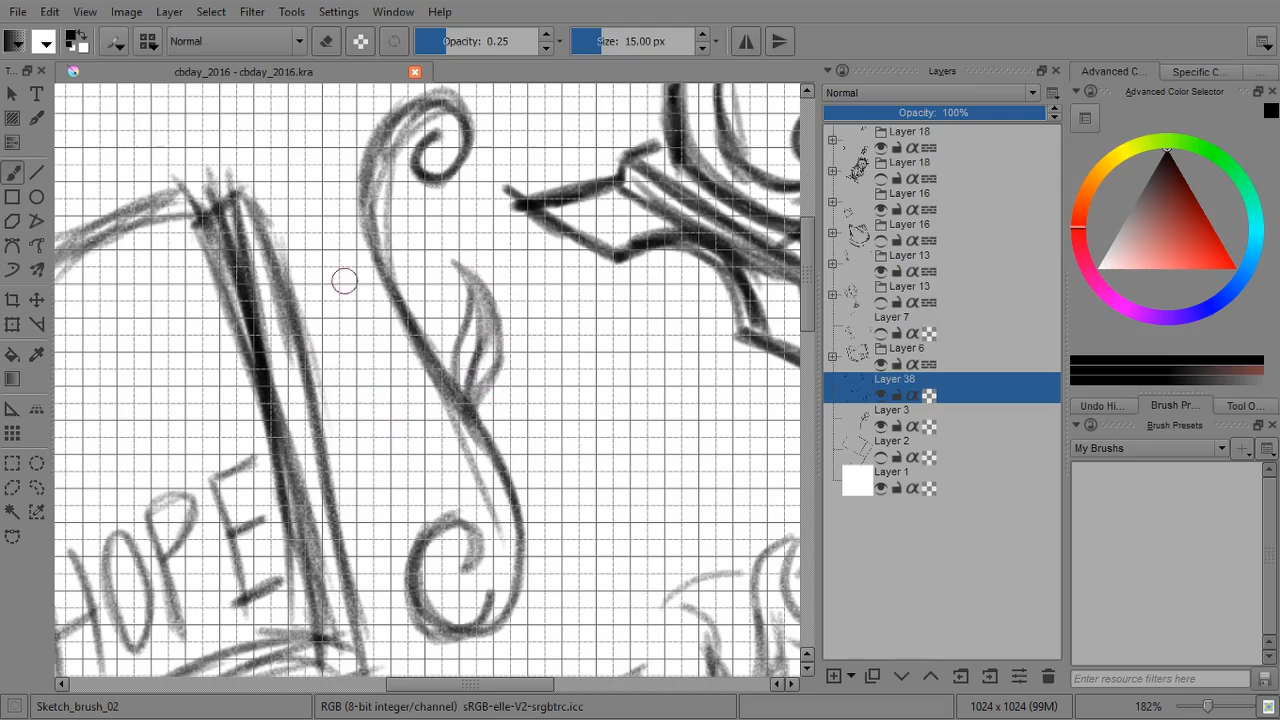 File Edit View Image Layer Select Filter Tools Settings Window Help
Normal Opacity: 0.25 Size: 15.00 px
T... cbday_2016 - cbday_2016.kra Layers Advanced C... Specific C... ...
Normal Advanced Color Selector
Opacity: 100%
Layer 18
Layer 18
Layer 16
Layer 16
Layer 13
Layer 13
Layer 7
Layer 6
Layer 38
Layer 3
Layer 2
Layer 1
Undo Hi... Brush Pr... Tool O...
Brush Presets
My Brushes
HOPE
Enter resource filters here
Sketch_brush_02 RGB (8-bit integer/channel) sRGB-elle-V2-srgbtrc.icc 1024 x 1024 (99M) 182%